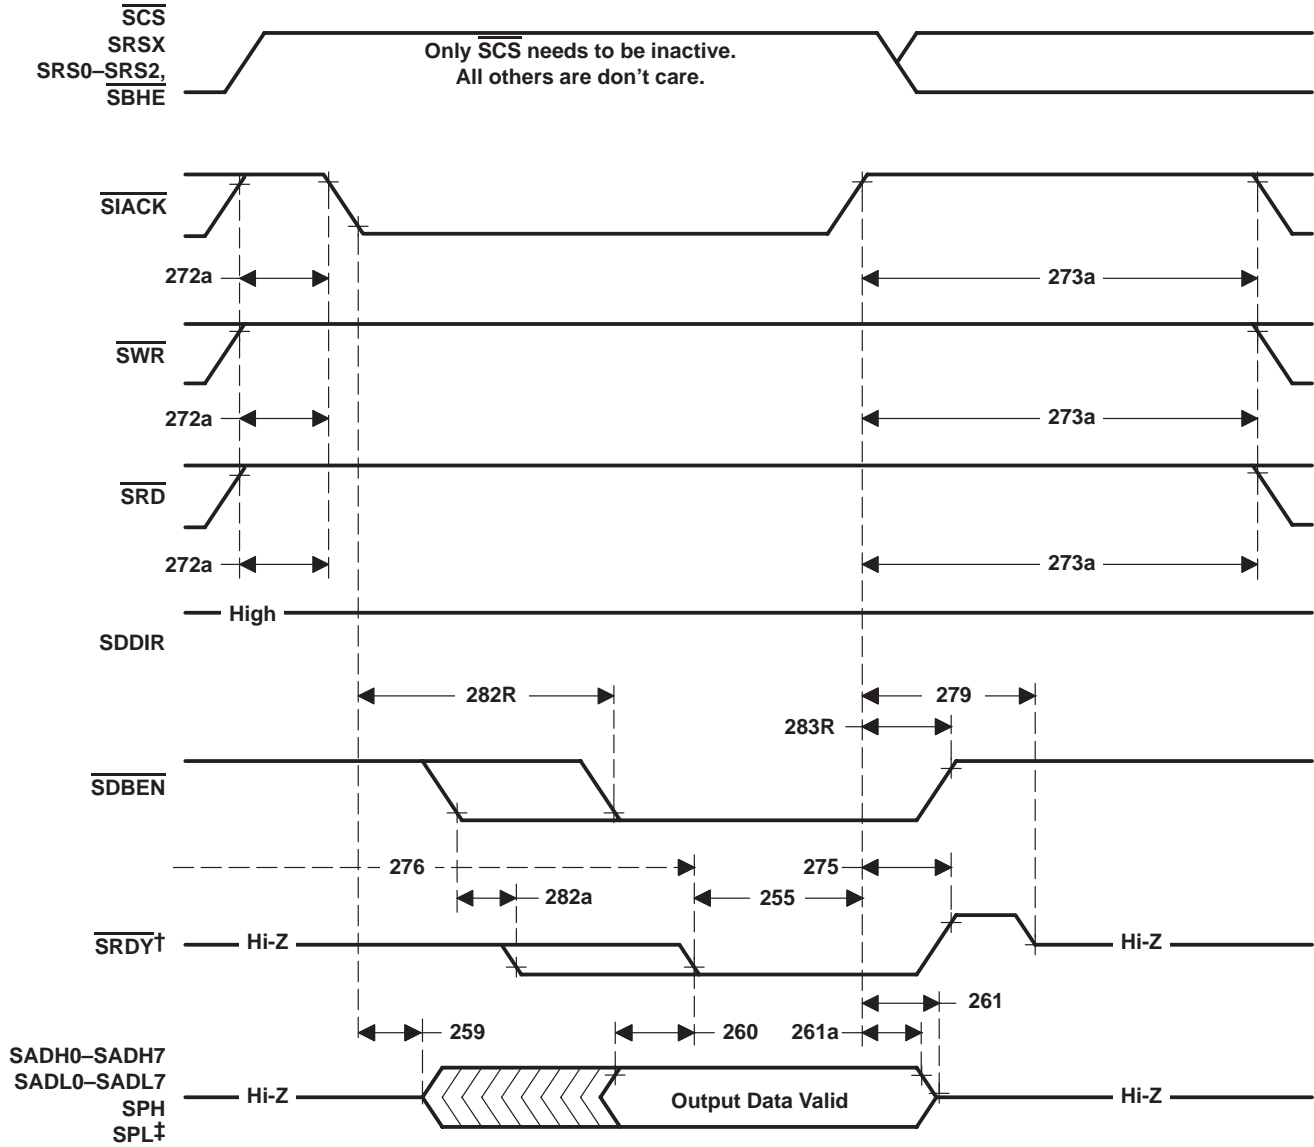 SCS
SRSX
SRS0–SRS2,
SBHE
Only SCS needs to be inactive.
All others are don't care.
SIACK
272a
273a
SWR
272a
273a
SRD
272a
273a
High
SDDIR
282R
279
283R
SDBEN
276
275
282a
255
SRDY†
Hi-Z
Hi-Z
261
259
260
261a
SADH0–SADH7
SADL0–SADL7
SPH
SPL‡
Hi-Z
Output Data Valid
Hi-Z